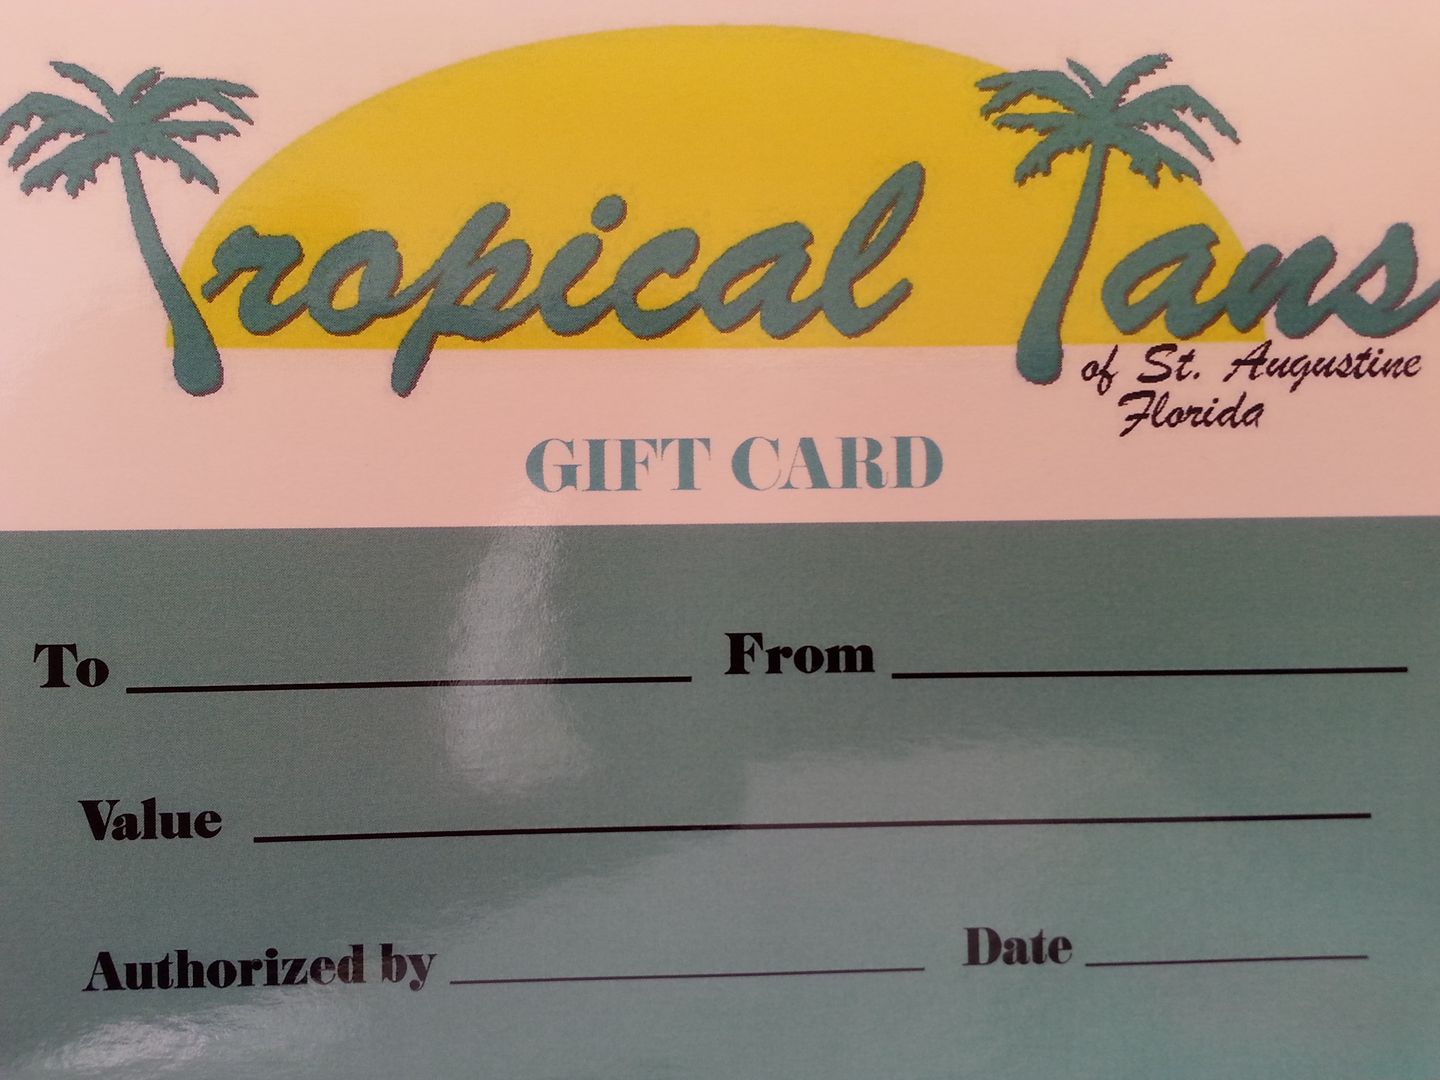 Tropical Tans
of St. Augustine
Florida
GIFT CARD
To From
Value
Authorized by Date